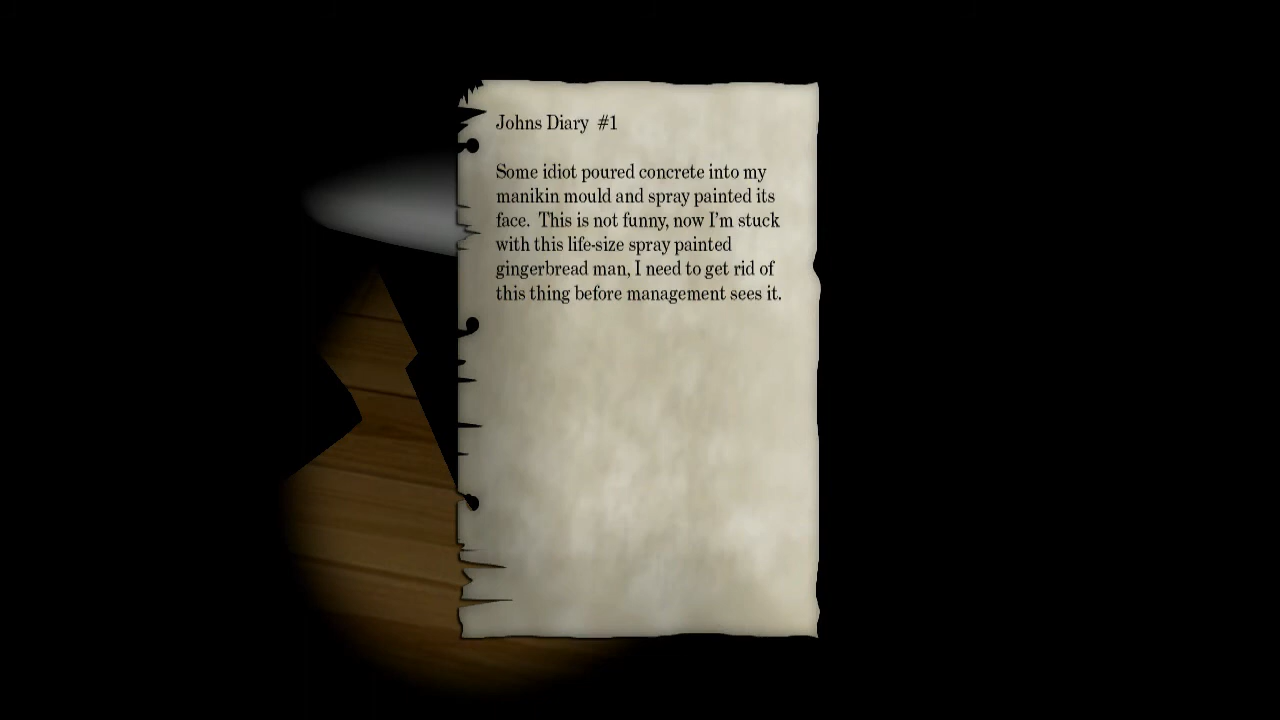 Johns Diary  #1
Some idiot poured concrete into my
manikin mould and spray painted its
face.  This is not funny, now I'm stuck
with this life-size spray painted
gingerbread man, I need to get rid of
this thing before management sees it.